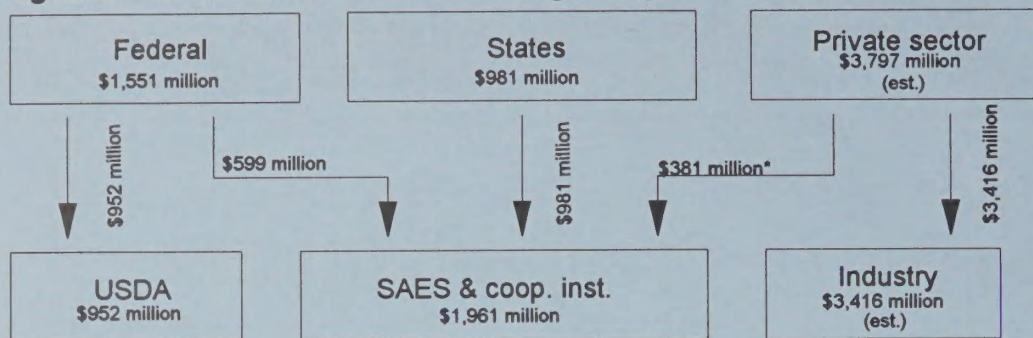 Federal
$1,551 million
States
$981 million
Private sector
$3,797 million
(est.)
$952 million
$599 million
$981 million
$381 million*
$3,416 million
USDA
$952 million
SAES & coop. inst.
$1,961 million
Industry
$3,416 million
(est.)